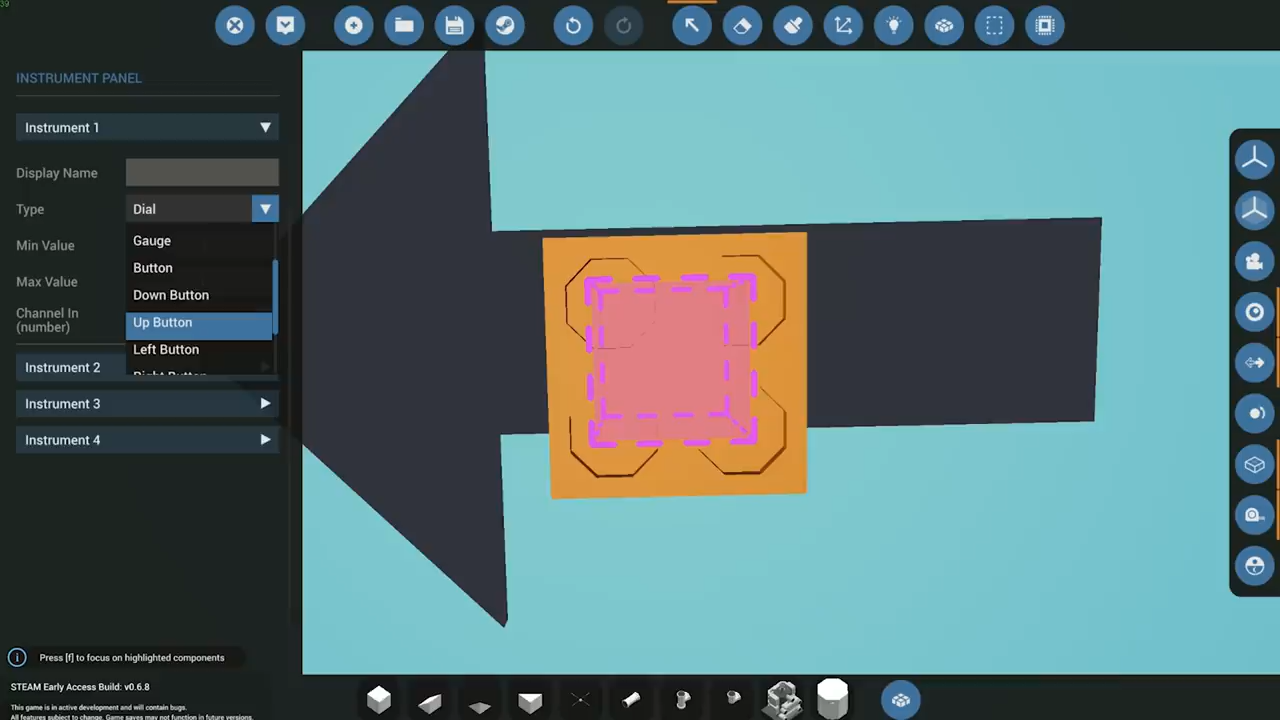 39
INSTRUMENT PANEL
Instrument 1
Display Name
Type
Dial
Gauge
Min Value
Button
Max Value
Down Button
Channel In
(number)
Up Button
Left Button
Instrument 2
Instrument 3
Instrument 4
Press [f] to focus on highlighted components
STEAM Early Access Build: v0.6.8
This game is in active development and will contain bugs.
All features subject to change. Game saves may not function in future versions.